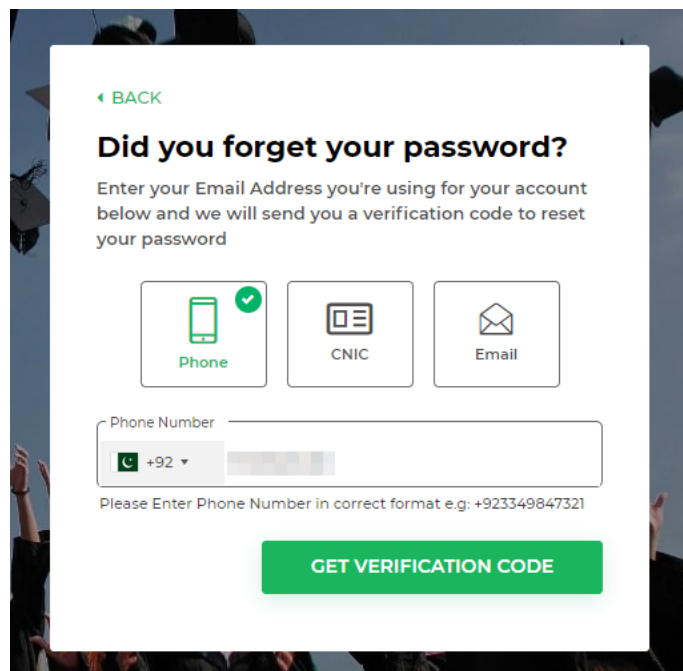 BACK
Did you forget your password?
Enter your Email Address you're using for your account
below and we will send you a verification code to reset
your password
Phone
CNIC
Email
Phone Number
+92
Please Enter Phone Number in correct format e.g: +923349847321
GET VERIFICATION CODE